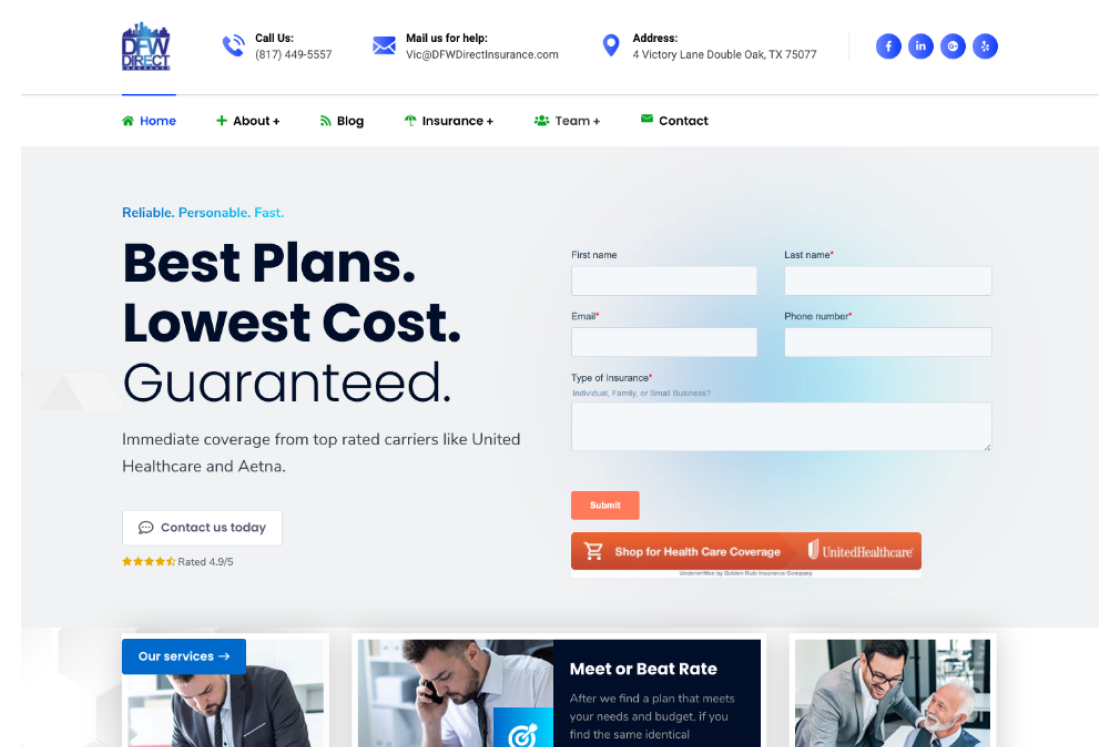 DFW
DIRECT
Call Us:
(817) 449-5557
Mail us for help:
Vic@DFWDirectInsurance.com
Address:
4 Victory Lane Double Oak, TX 75077
Home
About +
Blog
Insurance +
Team +
Contact
Reliable. Personable. Fast.
Best Plans.
Lowest Cost.
Guaranteed.
Immediate coverage from top rated carriers like United
Healthcare and Aetna.
Contact us today
Rated 4.9/5
First name
Last name*
Email*
Phone number*
Type of Insurance*
Individual, Family, or Small Business?
Submit
Shop for Health Care Coverage
UnitedHealthcare
Underwritten by Golden Rule Insurance Company
Our services →
Meet or Beat Rate
After we find a plan that meets
your needs and budget, if you
find the same identical